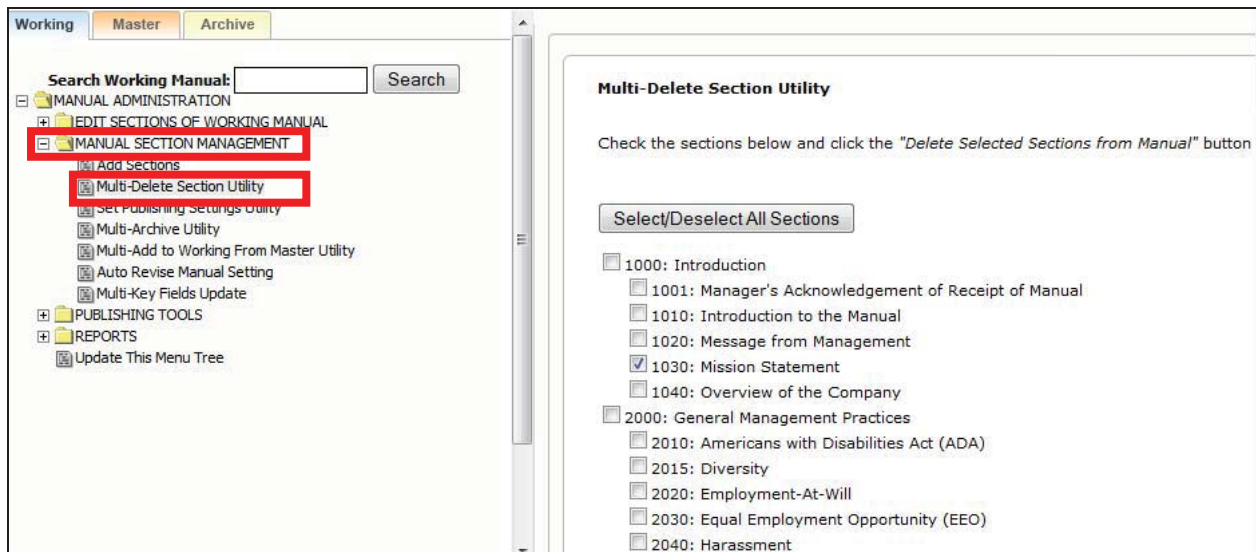 Working
Master
Archive
Search Working Manual:
Search
MANUAL ADMINISTRATION
EDIT SECTIONS OF WORKING MANUAL
MANUAL SECTION MANAGEMENT
Add Sections
Multi-Delete Section Utility
Set Publishing Settings Utility
Multi-Archive Utility
Multi-Add to Working From Master Utility
Auto Revise Manual Setting
Multi-Key Fields Update
PUBLISHING TOOLS
REPORTS
Update This Menu Tree
Multi-Delete Section Utility
Check the sections below and click the "Delete Selected Sections from Manual" button
Select/Deselect All Sections
1000: Introduction
1001: Manager's Acknowledgement of Receipt of Manual
1010: Introduction to the Manual
1020: Message from Management
1030: Mission Statement
1040: Overview of the Company
2000: General Management Practices
2010: Americans with Disabilities Act (ADA)
2015: Diversity
2020: Employment-At-Will
2030: Equal Employment Opportunity (EEO)
2040: Harassment